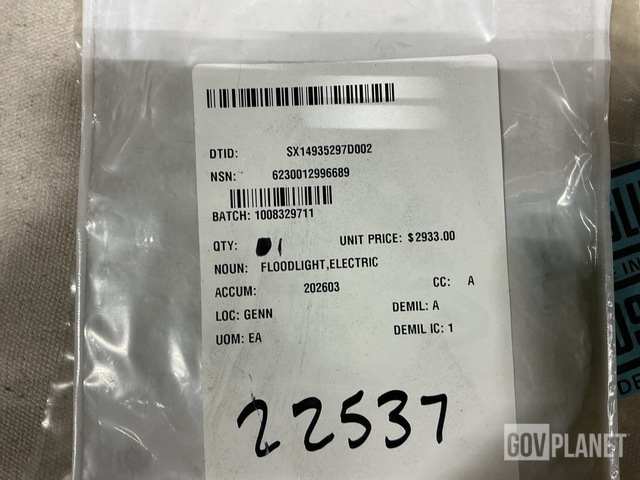 DTID: SX14935297D002
NSN: 6230012996689
BATCH: 1008329711
QTY: 1 UNIT PRICE: $2933.00
NOUN: FLOODLIGHT,ELECTRIC
ACCUM: 202603 CC: A
LOC: GENN DEMIL: A
UOM: EA DEMIL IC: 1
22537
GOVPLANET